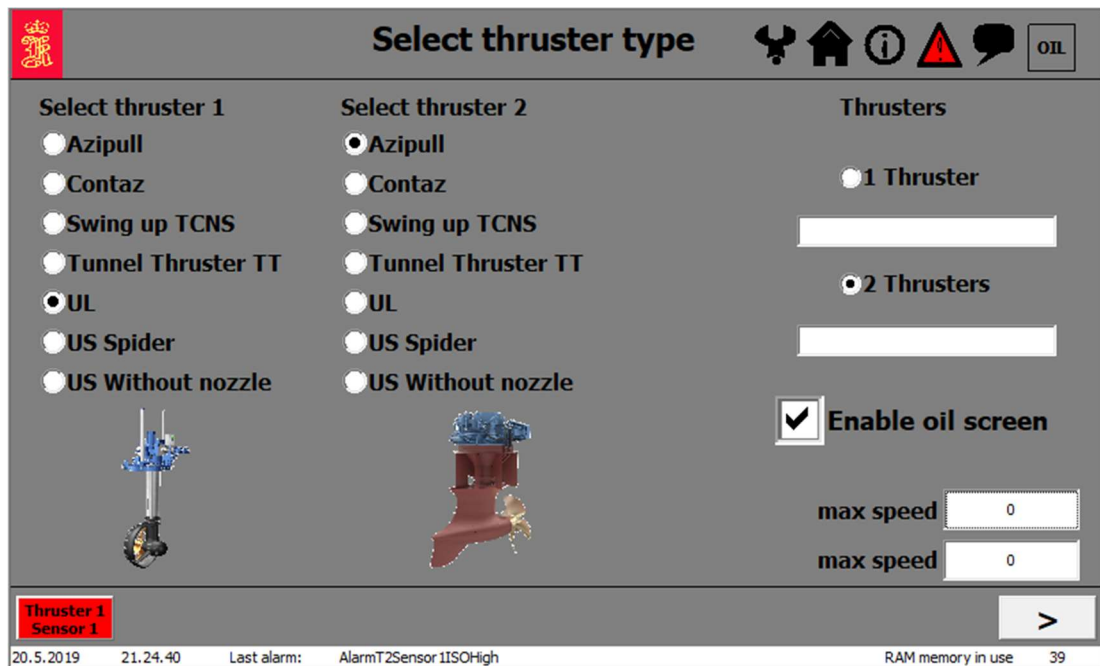 Select thruster type
OIL
Select thruster 1
Azipull
Contaz
Swing up TCNS
Tunnel Thruster TT
UL
US Spider
US Without nozzle
Select thruster 2
Azipull
Contaz
Swing up TCNS
Tunnel Thruster TT
UL
US Spider
US Without nozzle
Thrusters
1 Thruster
2 Thrusters
Enable oil screen
max speed 0
max speed 0
Thruster 1
Sensor 1
>
20.5.2019 21.24.40 Last alarm: AlarmT2Sensor1ISOHigh RAM memory in use 39